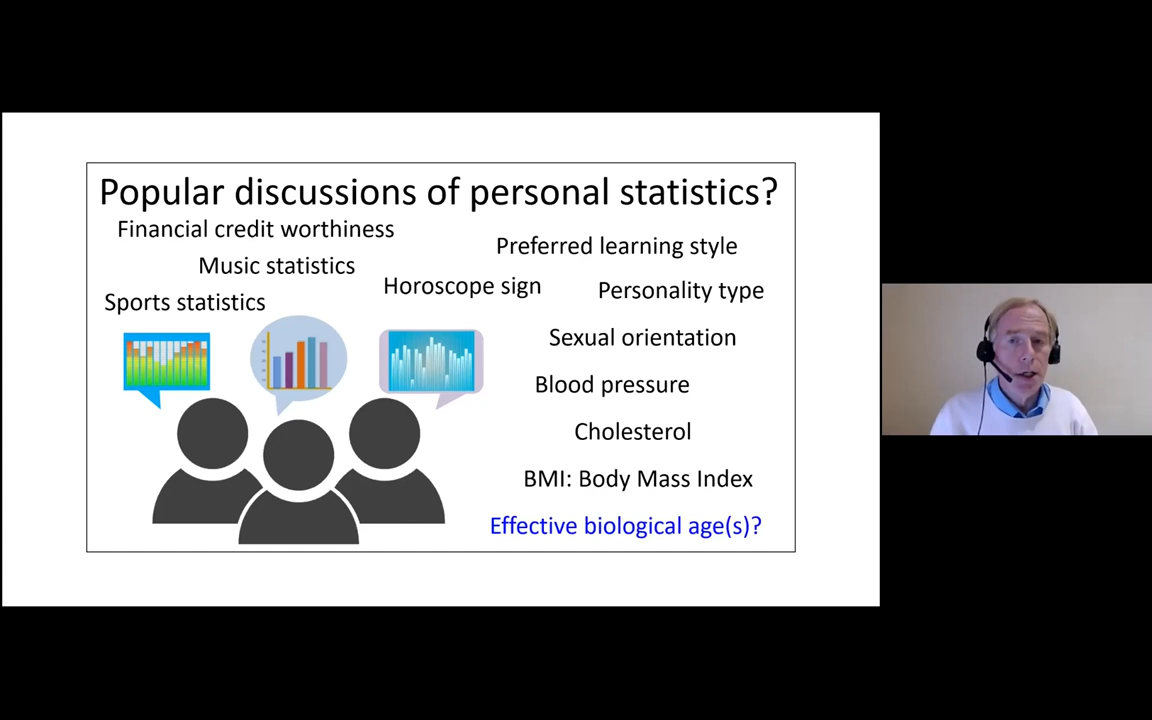 Popular discussions of personal statistics?
Financial credit worthiness
Preferred learning style
Music statistics
Horoscope sign
Personality type
Sports statistics
Sexual orientation
Blood pressure
Cholesterol
BMI: Body Mass Index
Effective biological age(s)?